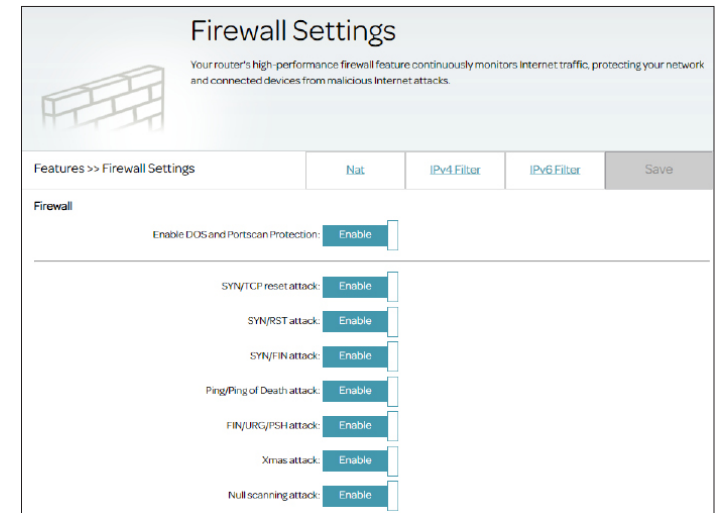 Firewall Settings
Your router's high-performance firewall feature continuously monitors Internet traffic, protecting your network
and connected devices from malicious Internet attacks.
Features >> Firewall Settings
Nat
IPv4 Filter
IPv6 Filter
Save
Firewall
Enable DOS and Portscan Protection: Enable
SYN/TCP reset attack: Enable
SYN/RST attack: Enable
SYN/FIN attack: Enable
Ping/Ping of Death attack: Enable
FIN/URG/PSH attack: Enable
Xmas attack: Enable
Null scanning attack: Enable